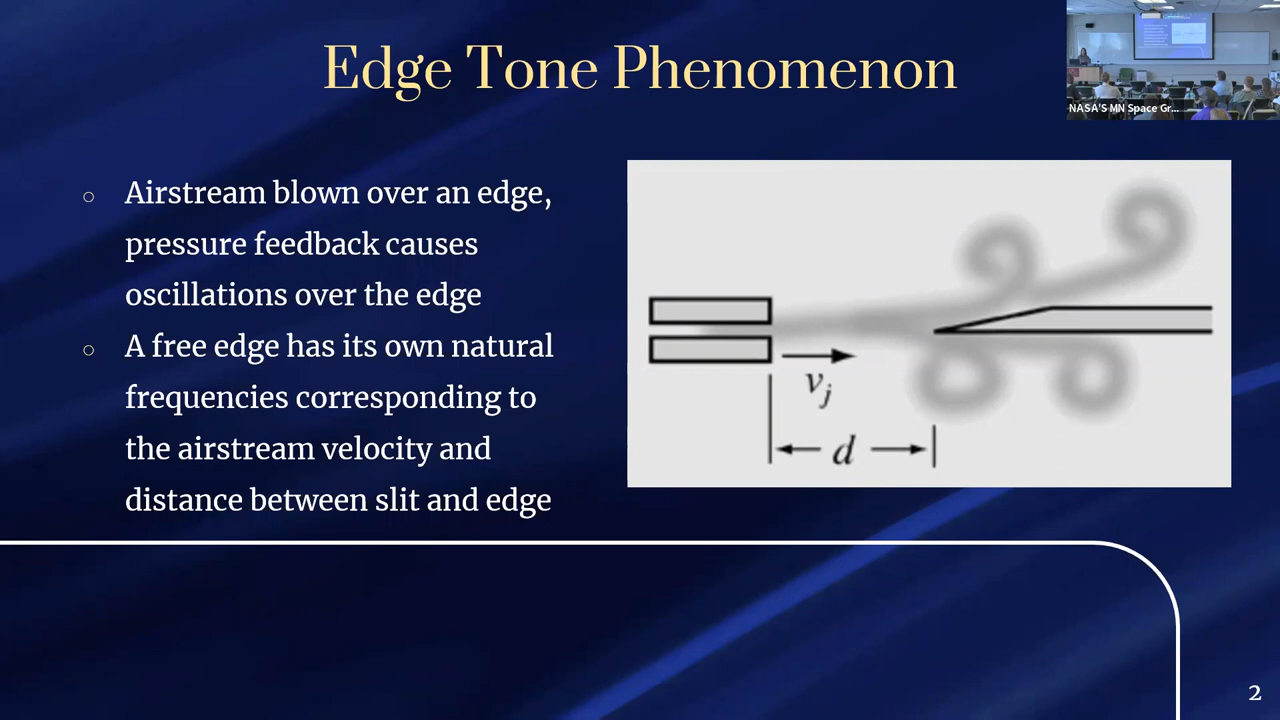 Edge Tone Phenomenon
NASA'S MN Space Gr...
○ Airstream blown over an edge,
pressure feedback causes
oscillations over the edge
○ A free edge has its own natural
frequencies corresponding to
the airstream velocity and
distance between slit and edge
vj
d
2